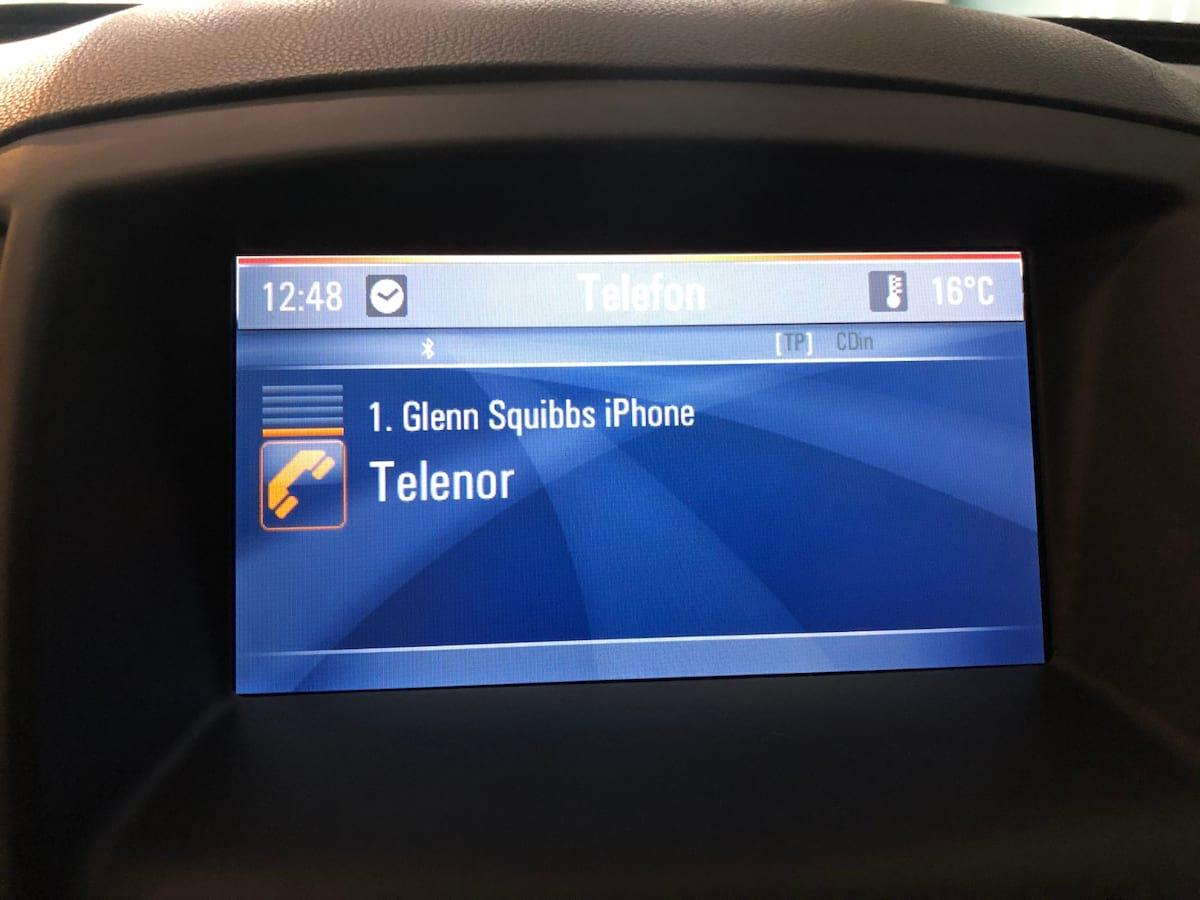 12:48 Telefon 16°C
[TP] CDin
1. Glenn Squibbs iPhone
Telenor